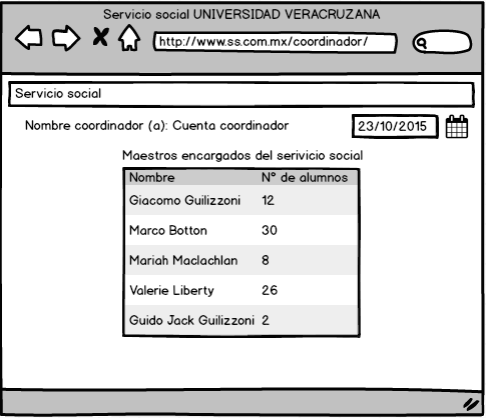 Servicio social UNIVERSIDAD VERACRUZANA
http://www.ss.com.mx/coordinador/
Servicio social
Nombre coordinador (a): Cuenta coordinador 23/10/2015
Maestros encargados del serivicio social
Nombre N° de alumnos
Giacomo Guilizzoni 12
Marco Botton 30
Mariah Maclachlan 8
Valerie Liberty 26
Guido Jack Guilizzoni 2